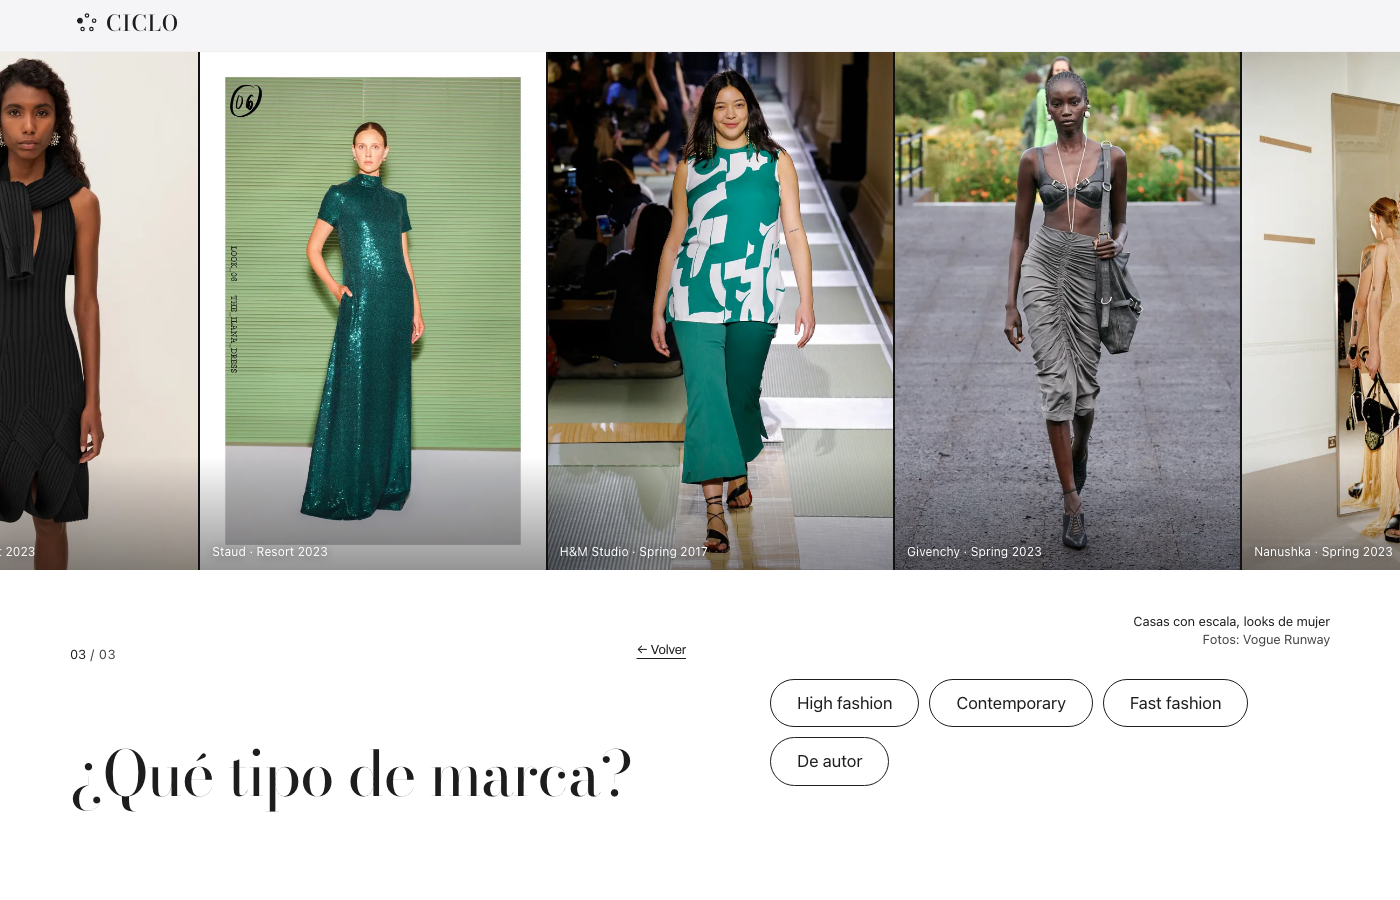 CICLO
06
LOOK_06 THE ILANA DRESS
t 2023
Staud · Resort 2023
H&M Studio · Spring 2017
Givenchy · Spring 2023
Nanushka · Spring 2023
Casas con escala, looks de mujer
Fotos: Vogue Runway
03 / 03
← Volver
High fashion
Contemporary
Fast fashion
De autor
¿Qué tipo de marca?